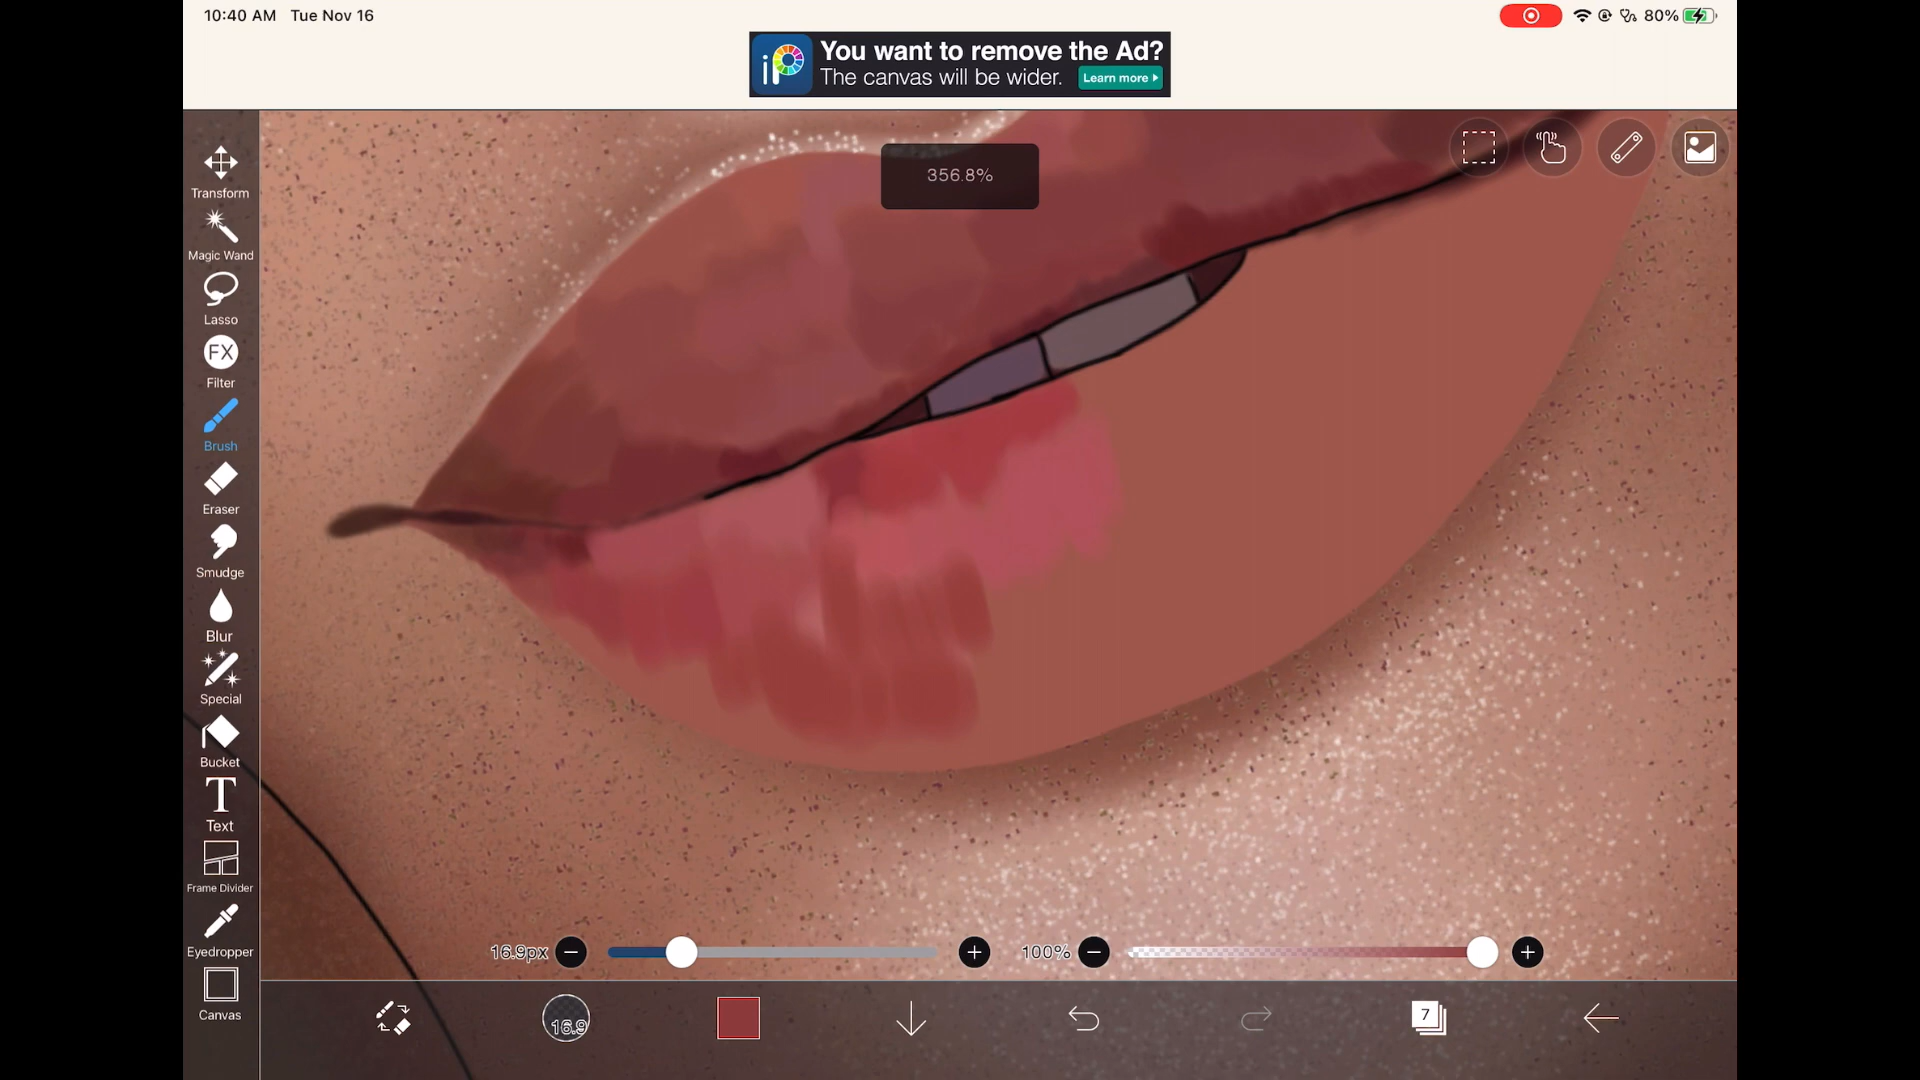 10:40 AM Tue Nov 16
80%
iP
You want to remove the Ad?
The canvas will be wider.
Learn more
356.8%
Transform
Magic Wand
Lasso
FX
Filter
Brush
Eraser
Smudge
Blur
Special
Bucket
T
Text
Frame Divider
Eyedropper
Canvas
16.9px
100%
16.9
7